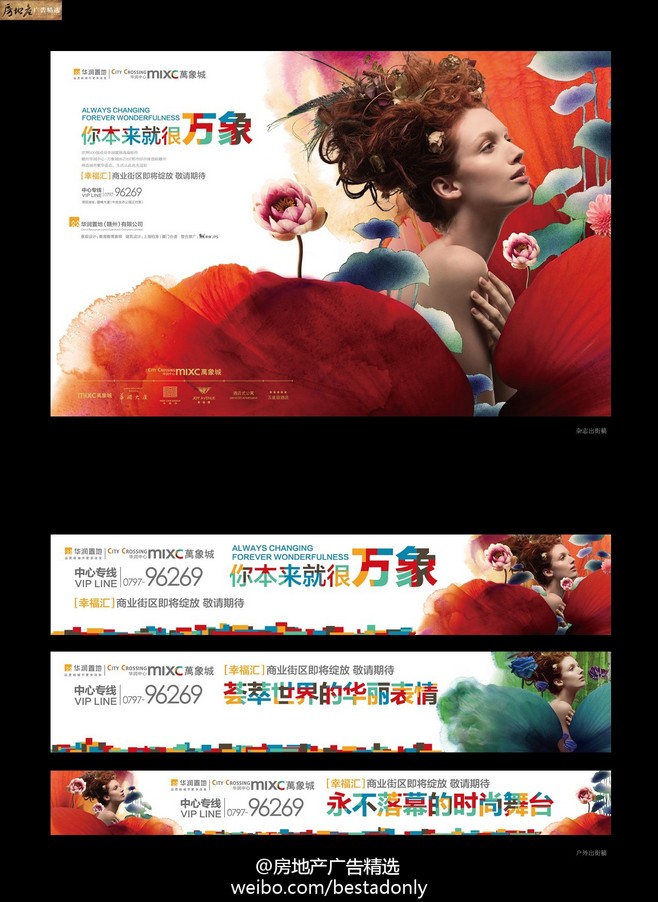 房地产广告精选
华润置地 CITY CROSSING 华润中心 MIXC 萬象城
ALWAYS CHANGING
FOREVER WONDERFULNESS
你本来就很万象
[幸福汇]商业街区即将绽放 敬请期待
中心专线
VIP LINE 0797- 96269
华润置地(赣州)有限公司
CITY CROSSING 华润中心 MIXC 萬象城
MIXC 萬象城
JOY AVENUE
杂志出街稿
华润置地 CITY CROSSING 华润中心 MIXC 萬象城
ALWAYS CHANGING
FOREVER WONDERFULNESS
中心专线
VIP LINE 0797- 96269
你本来就很万象
[幸福汇]商业街区即将绽放 敬请期待
华润置地 CITY CROSSING 华润中心 MIXC 萬象城
[幸福汇]商业街区即将绽放 敬请期待
中心专线
VIP LINE 0797- 96269
荟萃世界的华丽表情
华润置地 CITY CROSSING 华润中心 MIXC 萬象城
[幸福汇]商业街区即将绽放 敬请期待
中心专线
VIP LINE 0797- 96269
永不落幕的时尚舞台
户外出街稿
@房地产广告精选
weibo.com/bestadonly